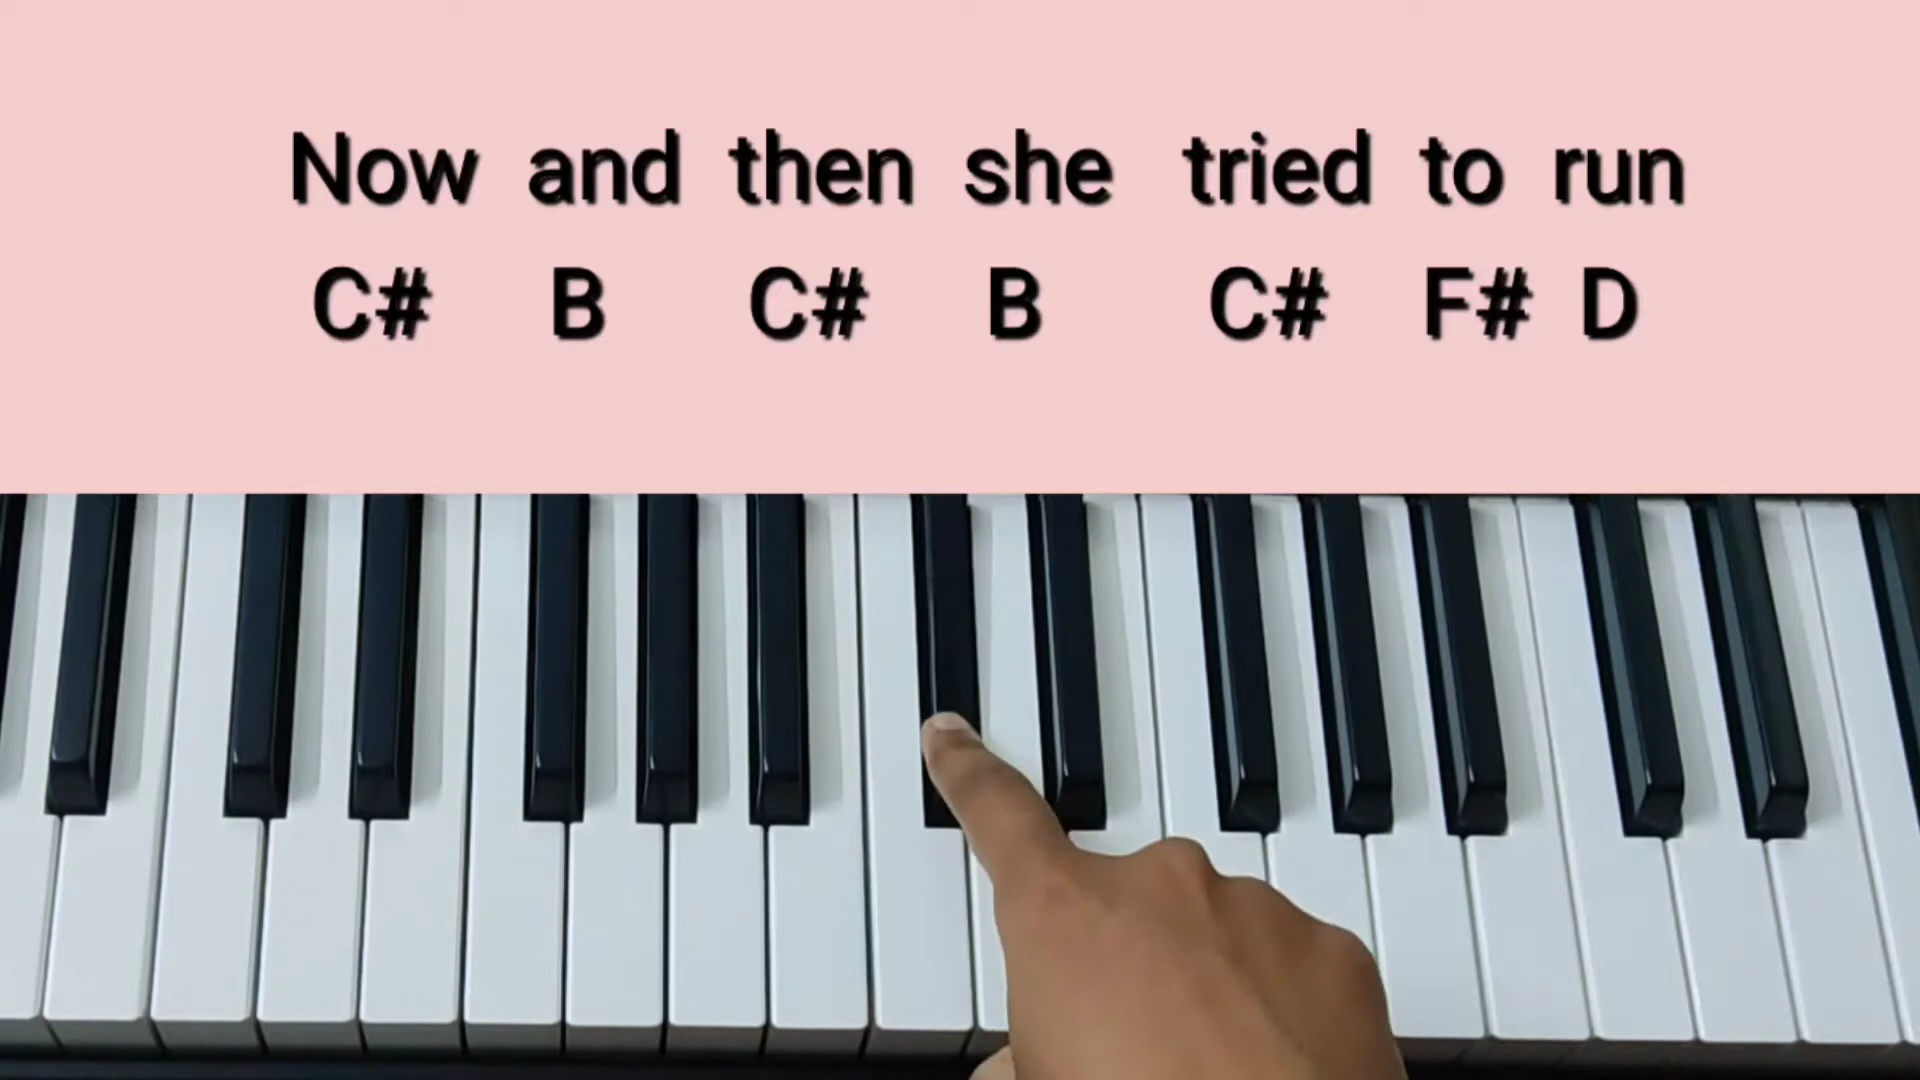 Now and then she tried to run
C# B C# B C# F# D